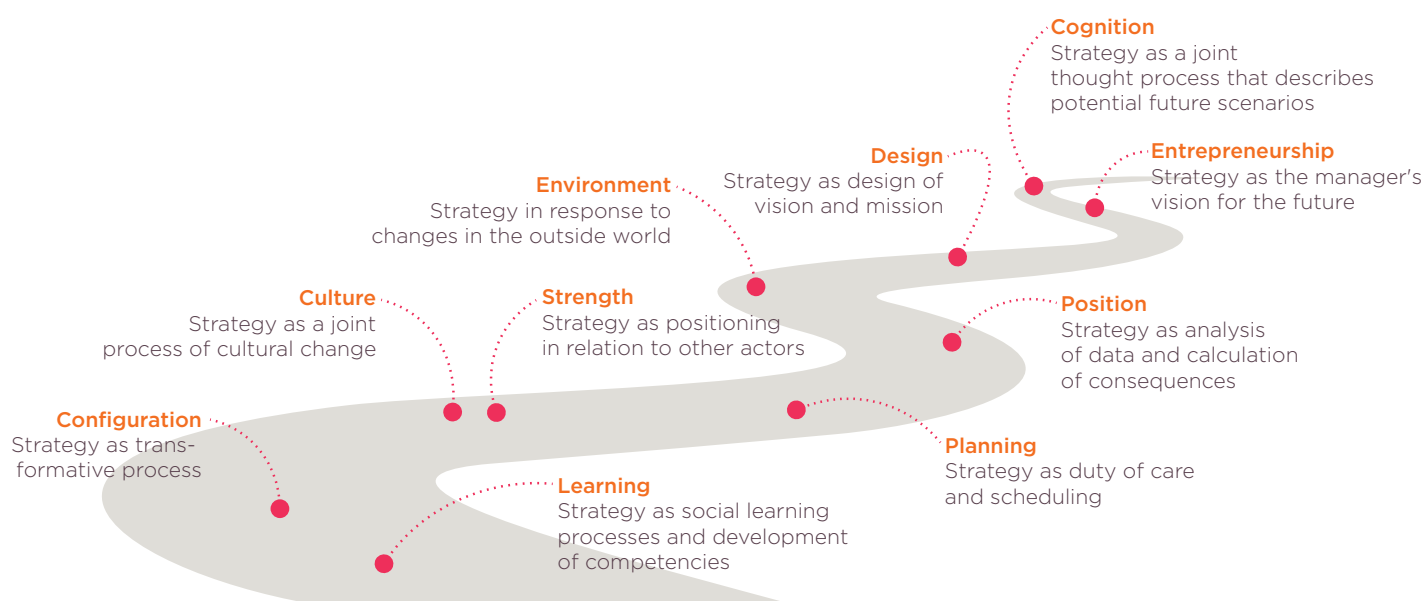 Cognition
Strategy as a joint
thought process that describes
potential future scenarios
Entrepreneurship
Strategy as the manager's
vision for the future
Design
Strategy as design of
vision and mission
Environment
Strategy in response to
changes in the outside world
Culture
Strategy as a joint
process of cultural change
Strength
Strategy as positioning
in relation to other actors
Position
Strategy as analysis
of data and calculation
of consequences
Configuration
Strategy as trans-
formative process
Planning
Strategy as duty of care
and scheduling
Learning
Strategy as social learning
processes and development
of competencies